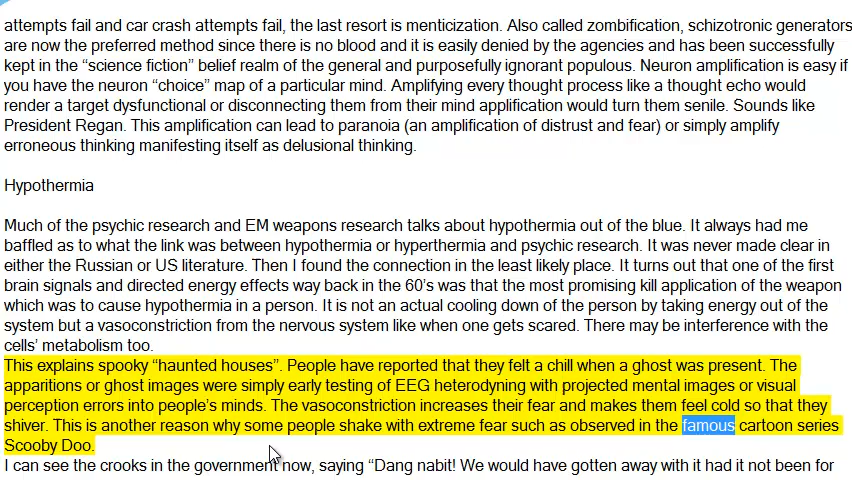 attempts fail and car crash attempts fail, the last resort is menticization. Also called zombification, schizotronic generators
are now the preferred method since there is no blood and it is easily denied by the agencies and has been successfully
kept in the “science fiction” belief realm of the general and purposefully ignorant populous. Neuron amplification is easy if
you have the neuron “choice” map of a particular mind. Amplifying every thought process like a thought echo would
render a target dysfunctional or disconnecting them from their mind application would turn them senile. Sounds like
President Regan. This amplification can lead to paranoia (an amplification of distrust and fear) or simply amplify
erroneous thinking manifesting itself as delusional thinking.
Hypothermia
Much of the psychic research and EM weapons research talks about hypothermia out of the blue. It always had me
baffled as to what the link was between hypothermia or hyperthermia and psychic research. It was never made clear in
either the Russian or US literature. Then I found the connection in the least likely place. It turns out that one of the first
brain signals and directed energy effects way back in the 60’s was that the most promising kill application of the weapon
which was to cause hypothermia in a person. It is not an actual cooling down of the person by taking energy out of the
system but a vasoconstriction from the nervous system like when one gets scared. There may be interference with the
cells’ metabolism too.
This explains spooky “haunted houses”. People have reported that they felt a chill when a ghost was present. The
apparitions or ghost images were simply early testing of EEG heterodyning with projected mental images or visual
perception errors into people’s minds. The vasoconstriction increases their fear and makes them feel cold so that they
shiver. This is another reason why some people shake with extreme fear such as observed in the famous cartoon series
Scooby Doo.
I can see the crooks in the government now, saying “Dang nabit! We would have gotten away with it had it not been for